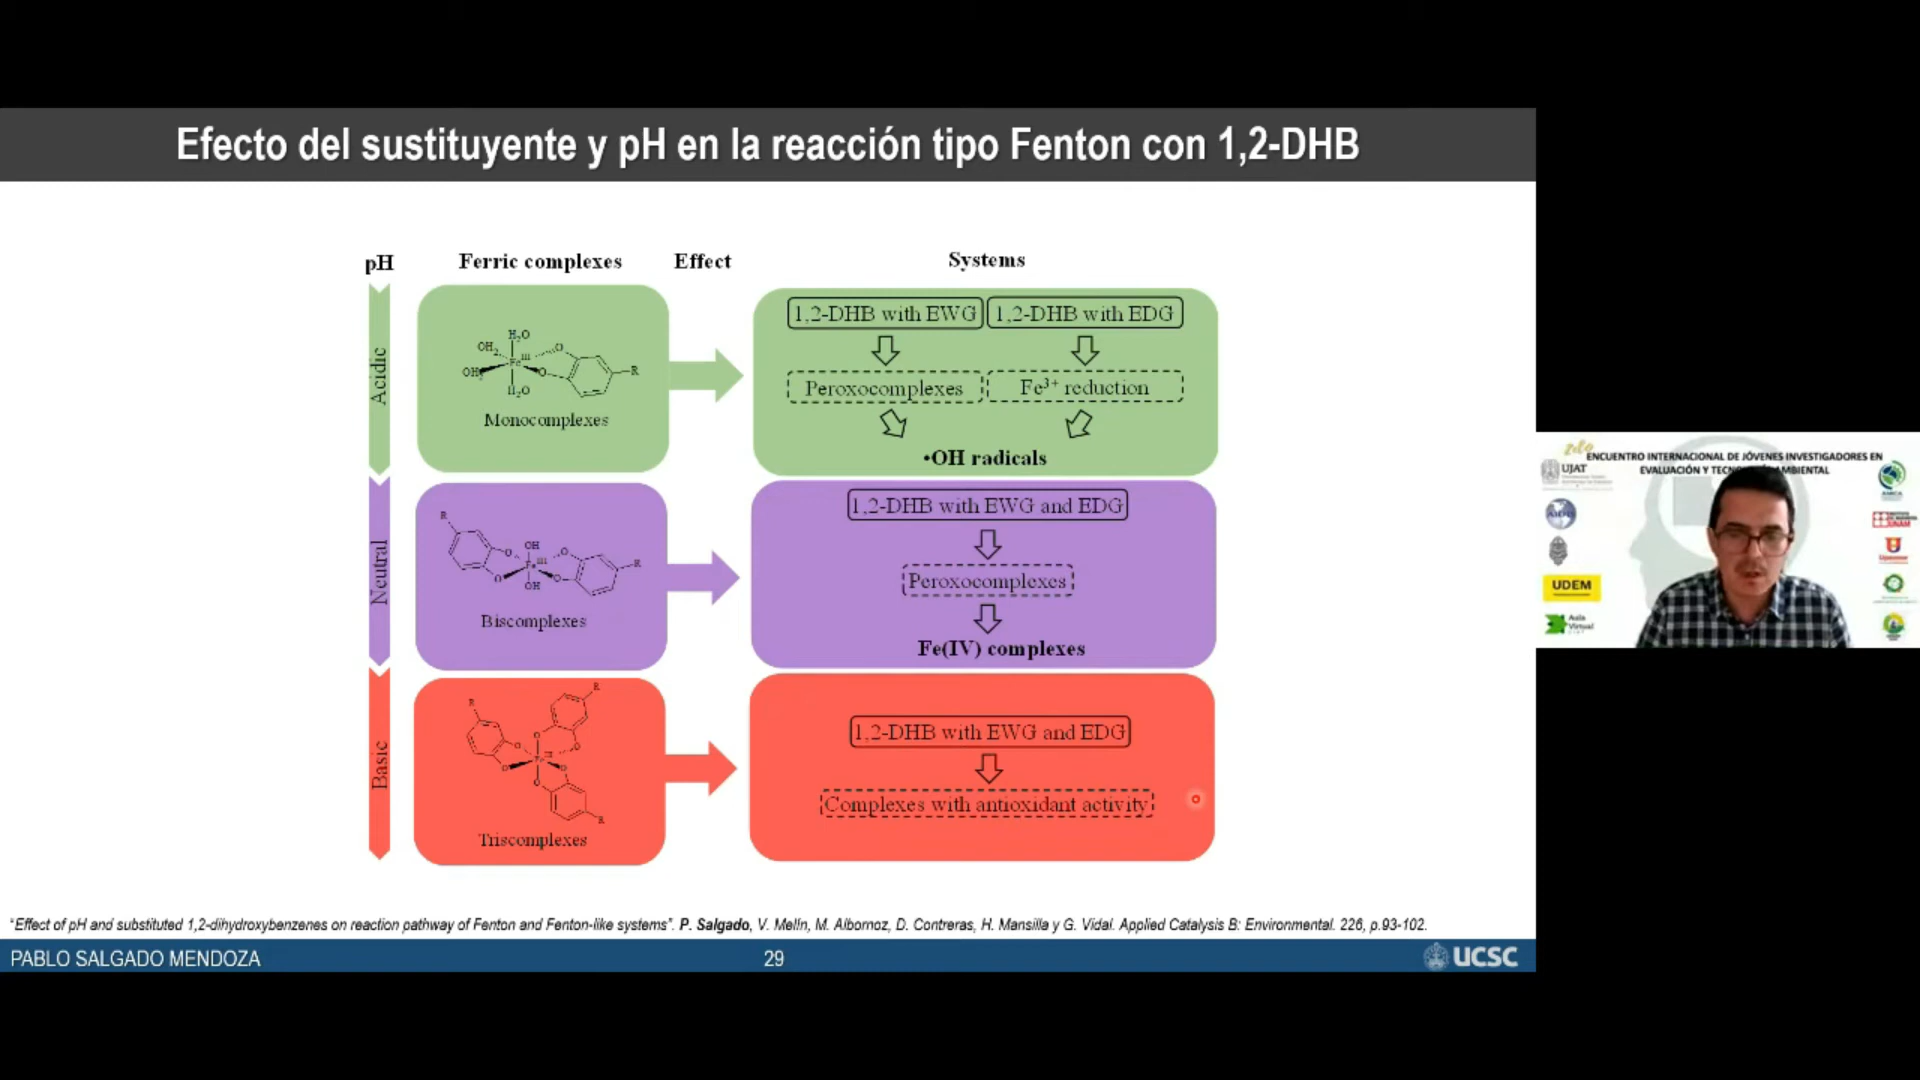 Efecto del sustituyente y pH en la reacción tipo Fenton con 1,2-DHB
pH
Ferric complexes
Effect
Systems
Acidic
H₂O
OH₂
OH₂
Fe III
H₂O
O
O
R
Monocomplexes
1,2-DHB with EWG
1,2-DHB with EDG
Peroxocomplexes
Fe³⁺ reduction
•OH radicals
Neutral
R
O
O
OH
Fe III
OH
O
O
R
Biscomplexes
1,2-DHB with EWG and EDG
Peroxocomplexes
Fe(IV) complexes
Basic
R
R
O
O
O
O
Fe III
O
O
R
Triscomplexes
1,2-DHB with EWG and EDG
Complexes with antioxidant activity
"Effect of pH and substituted 1,2-dihydroxybenzenes on reaction pathway of Fenton and Fenton-like systems". P. Salgado, V. Melín, M. Albornoz, D. Contreras, H. Mansilla y G. Vidal. Applied Catalysis B: Environmental. 226, p.93-102.
PABLO SALGADO MENDOZA
29
UCSC
2do ENCUENTRO INTERNACIONAL DE JÓVENES INVESTIGADORES EN
EVALUACIÓN Y TECNOLOGÍA AMBIENTAL
UJAT
UDEM
Aula
Virtual
UNAM